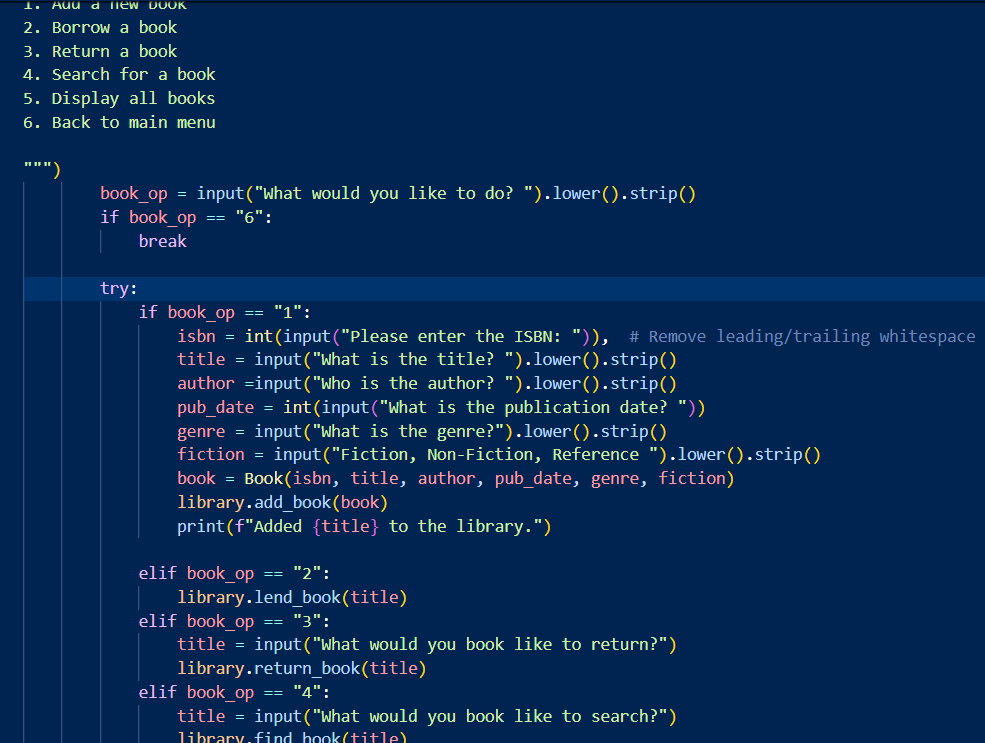 1. Add a new book
2. Borrow a book
3. Return a book
4. Search for a book
5. Display all books
6. Back to main menu
""")
book_op = input("What would you like to do? ").lower().strip()
if book_op == "6":
break
try:
if book_op == "1":
isbn = int(input("Please enter the ISBN: ")),  # Remove leading/trailing whitespace
title = input("What is the title? ").lower().strip()
author =input("Who is the author? ").lower().strip()
pub_date = int(input("What is the publication date? "))
genre = input("What is the genre?").lower().strip()
fiction = input("Fiction, Non-Fiction, Reference ").lower().strip()
book = Book(isbn, title, author, pub_date, genre, fiction)
library.add_book(book)
print(f"Added {title} to the library.")
elif book_op == "2":
library.lend_book(title)
elif book_op == "3":
title = input("What would you book like to return?")
library.return_book(title)
elif book_op == "4":
title = input("What would you book like to search?")
library.find_book(title)